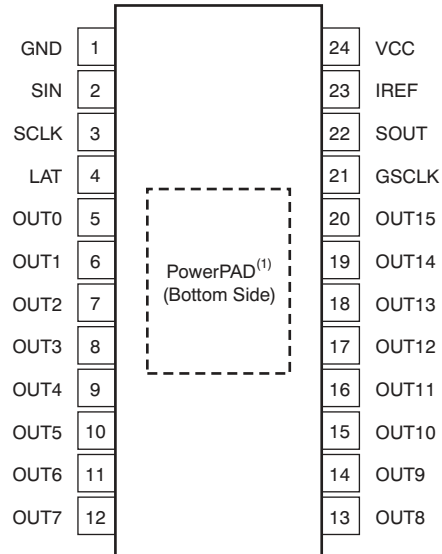 GND 1 24 VCC
SIN 2 23 IREF
SCLK 3 22 SOUT
LAT 4 21 GSCLK
OUT0 5 20 OUT15
OUT1 6 19 OUT14
PowerPAD(1)
(Bottom Side)
OUT2 7 18 OUT13
OUT3 8 17 OUT12
OUT4 9 16 OUT11
OUT5 10 15 OUT10
OUT6 11 14 OUT9
OUT7 12 13 OUT8